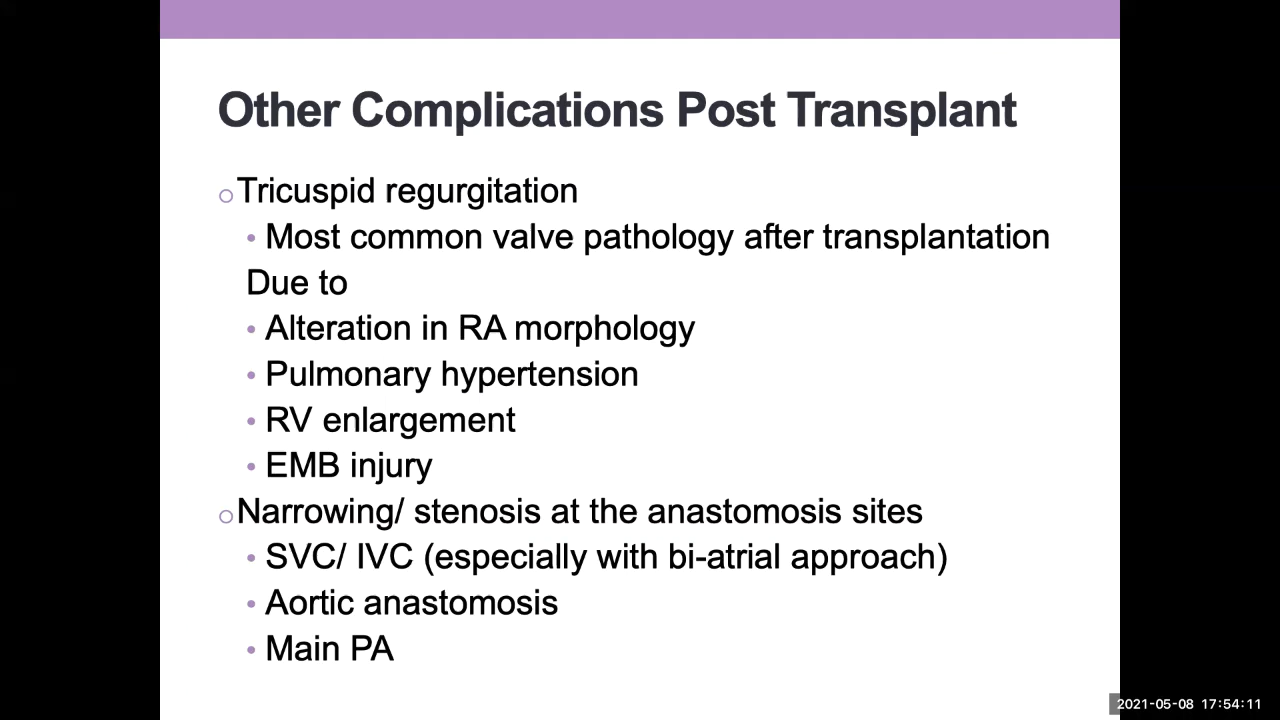 Other Complications Post Transplant
○Tricuspid regurgitation
• Most common valve pathology after transplantation
Due to
• Alteration in RA morphology
• Pulmonary hypertension
• RV enlargement
• EMB injury
○Narrowing/ stenosis at the anastomosis sites
• SVC/ IVC (especially with bi-atrial approach)
• Aortic anastomosis
• Main PA
2021-05-08 17:54:11